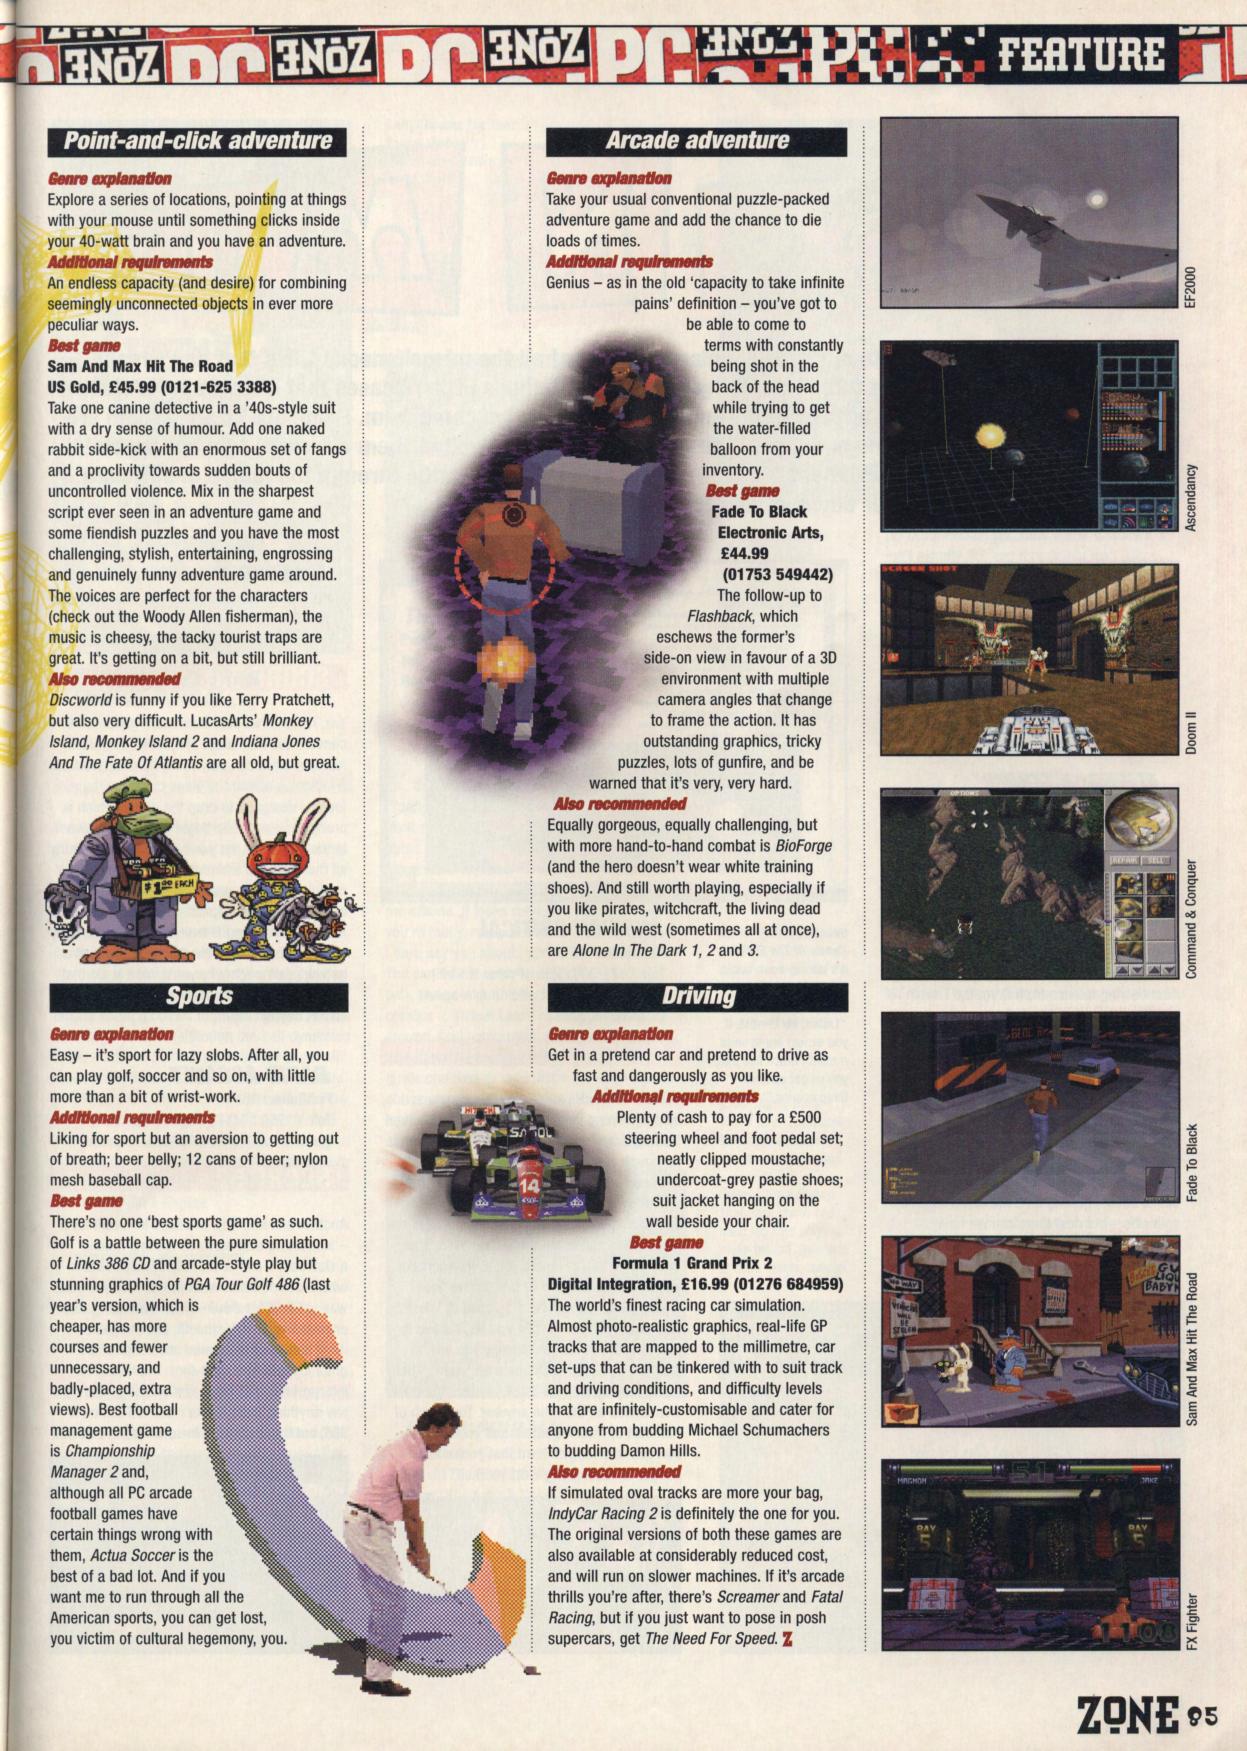 PC ZONE PC ZONE PC ZONE PC ZONE PC
FEATURE
Point-and-click adventure
Genre explanation
Explore a series of locations, pointing at things
with your mouse until something clicks inside
your 40-watt brain and you have an adventure.
Additional requirements
An endless capacity (and desire) for combining
seemingly unconnected objects in ever more
peculiar ways.
Best game
Sam And Max Hit The Road
US Gold, £45.99 (0121-625 3388)
Take one canine detective in a '40s-style suit
with a dry sense of humour. Add one naked
rabbit side-kick with an enormous set of fangs
and a proclivity towards sudden bouts of
uncontrolled violence. Mix in the sharpest
script ever seen in an adventure game and
some fiendish puzzles and you have the most
challenging, stylish, entertaining, engrossing
and genuinely funny adventure game around.
The voices are perfect for the characters
(check out the Woody Allen fisherman), the
music is cheesy, the tacky tourist traps are
great. It's getting on a bit, but still brilliant.
Also recommended
Discworld is funny if you like Terry Pratchett,
but also very difficult. LucasArts' Monkey
Island, Monkey Island 2 and Indiana Jones
And The Fate Of Atlantis are all old, but great.
$1.00 EACH
Sports
Genre explanation
Easy – it's sport for lazy slobs. After all, you
can play golf, soccer and so on, with little
more than a bit of wrist-work.
Additional requirements
Liking for sport but an aversion to getting out
of breath; beer belly; 12 cans of beer; nylon
mesh baseball cap.
Best game
There's no one 'best sports game' as such.
Golf is a battle between the pure simulation
of Links 386 CD and arcade-style play but
stunning graphics of PGA Tour Golf 486 (last
year's version, which is
cheaper, has more
courses and fewer
unnecessary, and
badly-placed, extra
views). Best football
management game
is Championship
Manager 2 and,
although all PC arcade
football games have
certain things wrong with
them, Actua Soccer is the
best of a bad lot. And if you
want me to run through all the
American sports, you can get lost,
you victim of cultural hegemony, you.
Arcade adventure
Genre explanation
Take your usual conventional puzzle-packed
adventure game and add the chance to die
loads of times.
Additional requirements
Genius – as in the old 'capacity to take infinite
pains' definition – you've got to
be able to come to
terms with constantly
being shot in the
back of the head
while trying to get
the water-filled
balloon from your
inventory.
Best game
Fade To Black
Electronic Arts,
£44.99
(01753 549442)
The follow-up to
Flashback, which
eschews the former's
side-on view in favour of a 3D
environment with multiple
camera angles that change
to frame the action. It has
outstanding graphics, tricky
puzzles, lots of gunfire, and be
warned that it's very, very hard.
Also recommended
Equally gorgeous, equally challenging, but
with more hand-to-hand combat is BioForge
(and the hero doesn't wear white training
shoes). And still worth playing, especially if
you like pirates, witchcraft, the living dead
and the wild west (sometimes all at once),
are Alone In The Dark 1, 2 and 3.
Driving
Genre explanation
Get in a pretend car and pretend to drive as
fast and dangerously as you like.
Additional requirements
Plenty of cash to pay for a £500
steering wheel and foot pedal set;
neatly clipped moustache;
undercoat-grey pastie shoes;
suit jacket hanging on the
wall beside your chair.
HITACHI
14
Best game
Formula 1 Grand Prix 2
Digital Integration, £16.99 (01276 684959)
The world's finest racing car simulation.
Almost photo-realistic graphics, real-life GP
tracks that are mapped to the millimetre, car
set-ups that can be tinkered with to suit track
and driving conditions, and difficulty levels
that are infinitely-customisable and cater for
anyone from budding Michael Schumachers
to budding Damon Hills.
Also recommended
If simulated oval tracks are more your bag,
IndyCar Racing 2 is definitely the one for you.
The original versions of both these games are
also available at considerably reduced cost,
and will run on slower machines. If it's arcade
thrills you're after, there's Screamer and Fatal
Racing, but if you just want to pose in posh
supercars, get The Need For Speed. Z
EF2000
Ascendancy
SCREEN SHOT
Doom II
OPTIONS
REPAIR SELL
Command & Conquer
Fade To Black
NO WAY
VEHICLE
WILL
BE
STOLEN
Sam And Max Hit The Road
51
MAGNON
JAKE
BAY
5
BAY
5
FX Fighter
ZONE 85